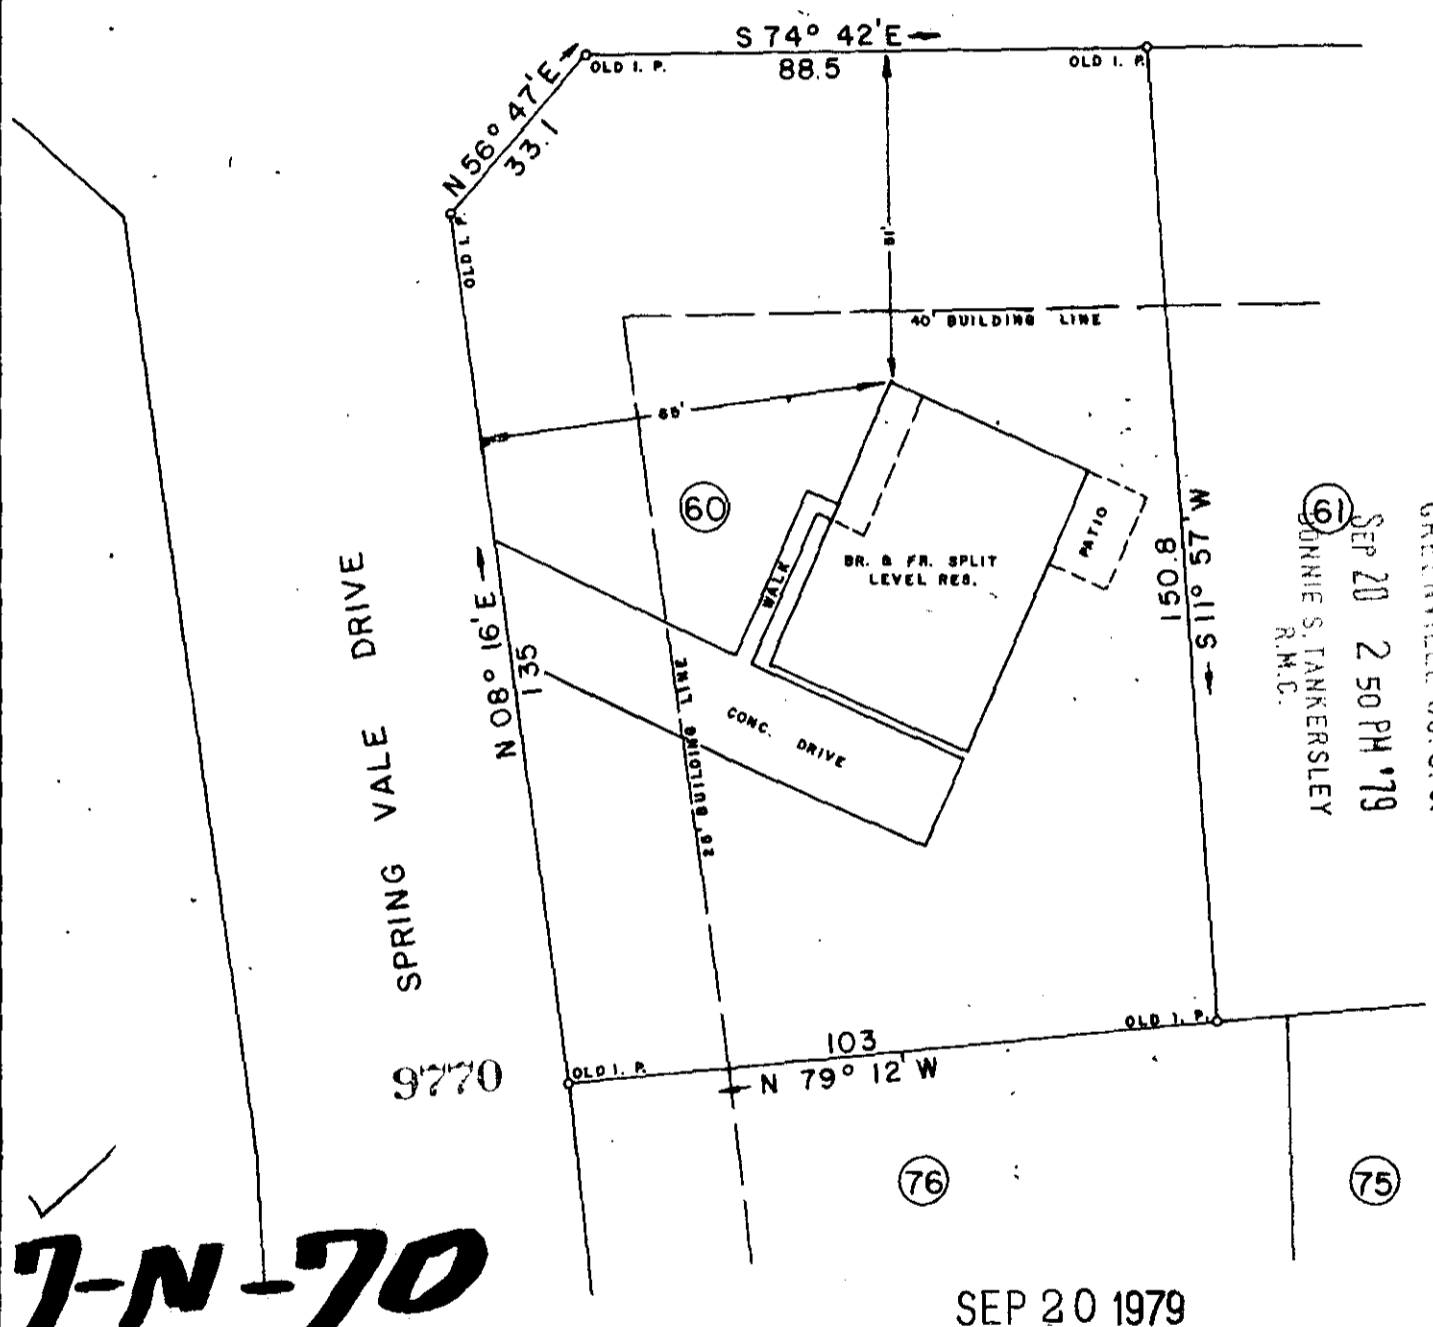 S 74° 42' E
88.5
OLD I. P.
OLD I. P.
N 56° 47' E
33.1
OLD I. P.
51'
40' BUILDING LINE
65'
60
61
BR. & FR. SPLIT
LEVEL RES.
PATIO
WALK
CONC. DRIVE
25' BUILDING LINE
N 08° 16' E
135
150.8
S 11° 57' W
SPRING VALE DRIVE
SEP 20 2 50 PM '79
DONNIE S. TANKERSLEY
R.M.C.
OLD I. P.
OLD I. P.
103
N 79° 12' W
9770
76
75
7-N-70
SEP 20 1979